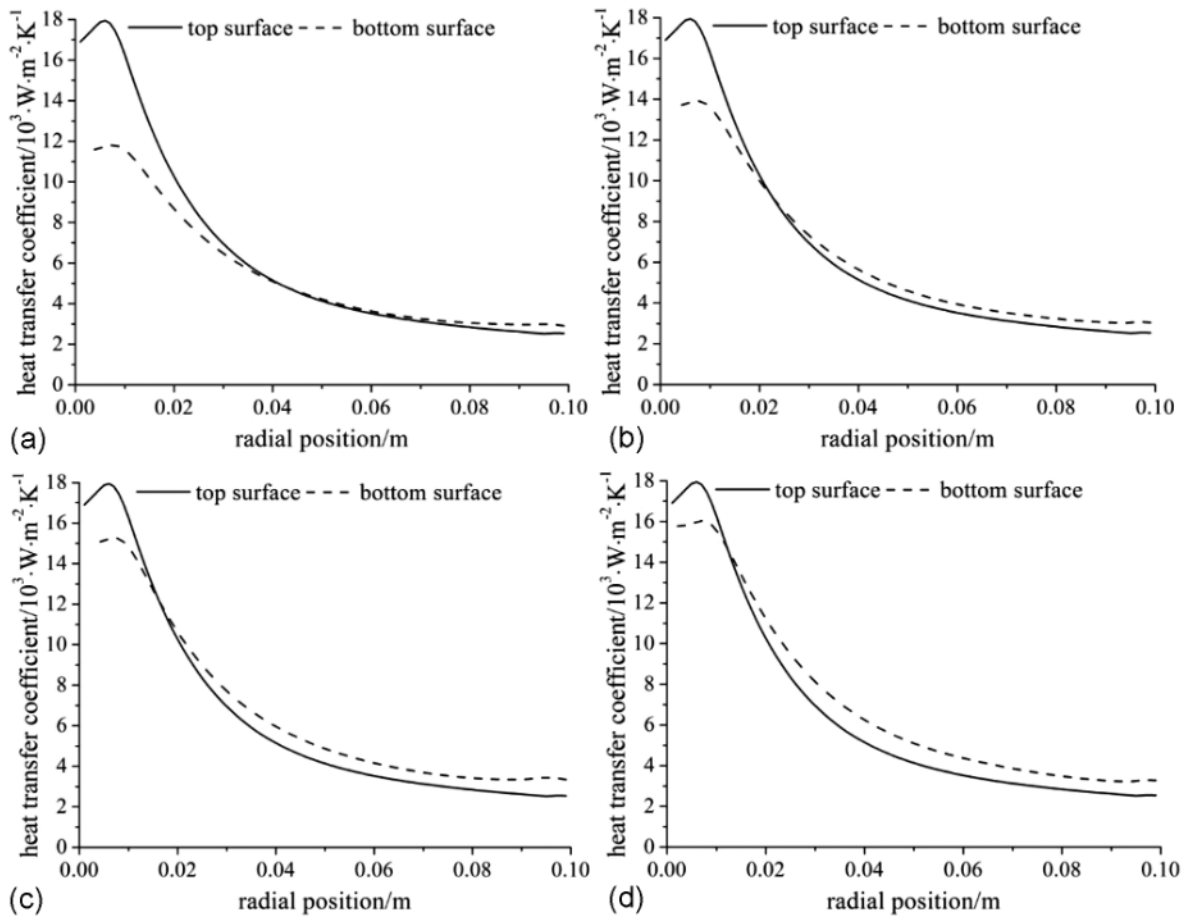 18
16
14
12
10
8
6
4
2
0
heat transfer coefficient/10³·W·m⁻²·K⁻¹
top surface
bottom surface
0.00 0.02 0.04 0.06 0.08 0.10
radial position/m
(a)
18
16
14
12
10
8
6
4
2
0
heat transfer coefficient/10³·W·m⁻²·K⁻¹
top surface
bottom surface
0.00 0.02 0.04 0.06 0.08 0.10
radial position/m
(b)
18
16
14
12
10
8
6
4
2
0
heat transfer coefficient/10³·W·m⁻²·K⁻¹
top surface
bottom surface
0.00 0.02 0.04 0.06 0.08 0.10
radial position/m
(c)
18
16
14
12
10
8
6
4
2
0
heat transfer coefficient/10³·W·m⁻²·K⁻¹
top surface
bottom surface
0.00 0.02 0.04 0.06 0.08 0.10
radial position/m
(d)